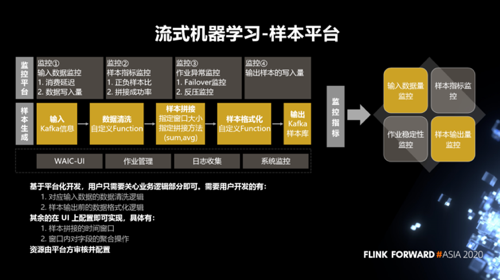 流式机器学习-样本平台
监控平台
监控①
输入数据监控
1. 消费延迟
2. 数据写入量
监控②
样本指标监控
1. 正负样本比
2. 拼接成功率
监控③
作业异常监控
1. Failover监控
2. 反压监控
监控④
输出样本的写入量
样本生成
输入
Kafka信息
数据清洗
自定义Function
样本拼接
指定窗口大小
指定拼接方法
(sum,avg)
样本格式化
自定义Function
输出
Kafka
样本库
WAIC-UI
作业管理
日志收集
系统监控
监控指标
输入数据量
监控
样本指标监
控
作业稳定性
监控
样本输出量
监控
基于平台化开发，用户只需要关心业务逻辑部分即可。需要用户开发的有：
1. 对应输入数据的数据清洗逻辑
2. 样本输出前的数据格式化逻辑
其余的在 UI 上配置即可实现，具体有：
1. 样本拼接的时间窗口
2. 窗口内对字段的聚合操作
资源由平台方审核并配置
FLINK FORWARD #ASIA 2020